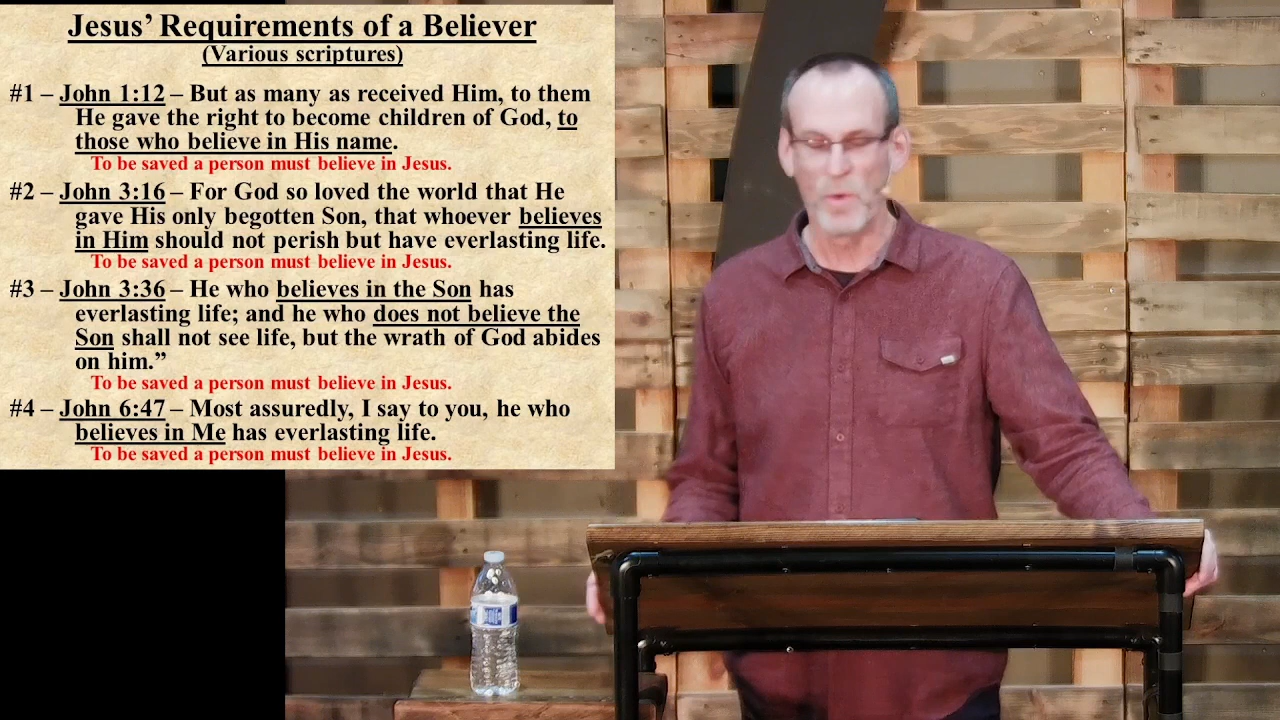 Jesus’ Requirements of a Believer
(Various scriptures)
#1 – John 1:12 – But as many as received Him, to them
He gave the right to become children of God, to
those who believe in His name.
To be saved a person must believe in Jesus.
#2 – John 3:16 – For God so loved the world that He
gave His only begotten Son, that whoever believes
in Him should not perish but have everlasting life.
To be saved a person must believe in Jesus.
#3 – John 3:36 – He who believes in the Son has
everlasting life; and he who does not believe the
Son shall not see life, but the wrath of God abides
on him.”
To be saved a person must believe in Jesus.
#4 – John 6:47 – Most assuredly, I say to you, he who
believes in Me has everlasting life.
To be saved a person must believe in Jesus.